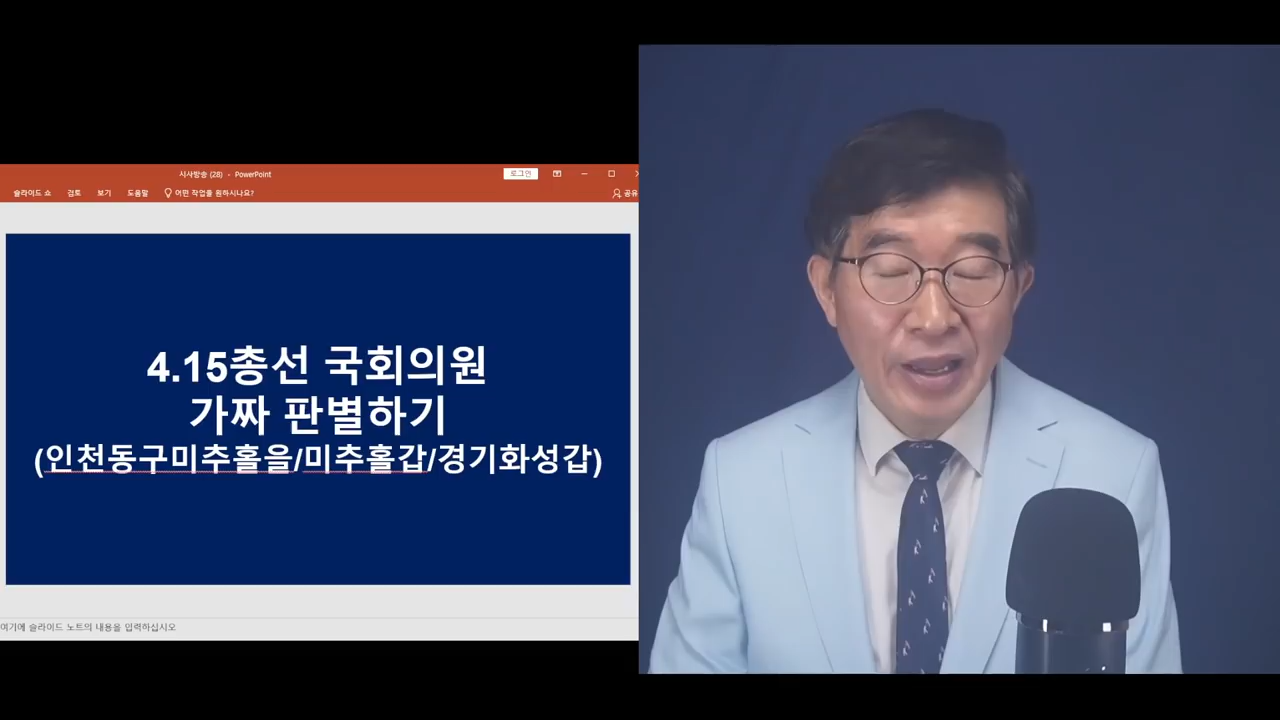 시사방송 (28) - PowerPoint
로그인
슬라이드 쇼 검토 보기 도움말 어떤 작업을 원하시나요?
공유
4.15총선 국회의원
가짜 판별하기
(인천동구미추홀을/미추홀갑/경기화성갑)
여기에 슬라이드 노트의 내용을 입력하십시오